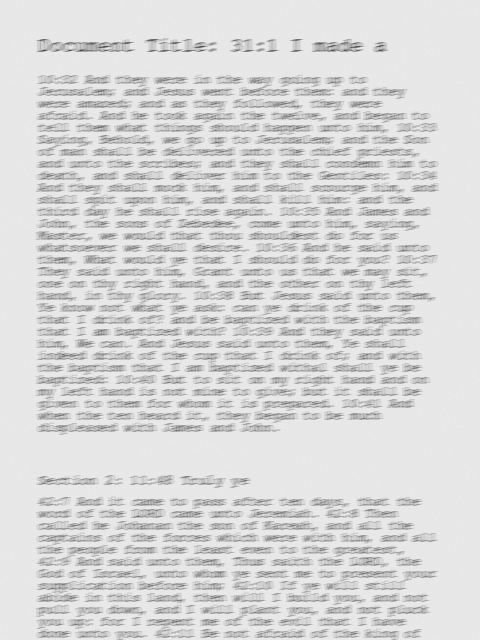 Document Title: 31:1 I made a
10:32 And they were in the way going up to
Jerusalem; and Jesus went before them: and they
were amazed; and as they followed, they were
afraid. And he took again the twelve, and began to
tell them what things should happen unto him, 10:33
Saying, Behold, we go up to Jerusalem; and the Son
of man shall be delivered unto the chief priests,
and unto the scribes; and they shall condemn him to
death, and shall deliver him to the Gentiles: 10:34
And they shall mock him, and shall scourge him, and
shall spit upon him, and shall kill him: and the
third day he shall rise again. 10:35 And James and
John, the sons of Zebedee, come unto him, saying,
Master, we would that thou shouldest do for us
whatsoever we shall desire. 10:36 And he said unto
them, What would ye that I should do for you? 10:37
They said unto him, Grant unto us that we may sit,
one on thy right hand, and the other on thy left
hand, in thy glory. 10:38 But Jesus said unto them,
Ye know not what ye ask: can ye drink of the cup
that I drink of? and be baptized with the baptism
that I am baptized with? 10:39 And they said unto
him, We can. And Jesus said unto them, Ye shall
indeed drink of the cup that I drink of; and with
the baptism that I am baptized withal shall ye be
baptized: 10:40 But to sit on my right hand and on
my left hand is not mine to give; but it shall be
given to them for whom it is prepared. 10:41 And
when the ten heard it, they began to be much
displeased with James and John.
Section 2: 11:48 Truly ye
42:7 And it came to pass after ten days, that the
word of the LORD came unto Jeremiah. 42:8 Then
called he Johanan the son of Kareah, and all the
captains of the forces which were with him, and all
the people from the least even to the greatest,
42:9 And said unto them, Thus saith the LORD, the
God of Israel, unto whom ye sent me to present your
supplication before him; 42:10 If ye will still
abide in this land, then will I build you, and not
pull you down, and I will plant you, and not pluck
you up: for I repent me of the evil that I have
done unto you. 42:11 Be not afraid of the king of